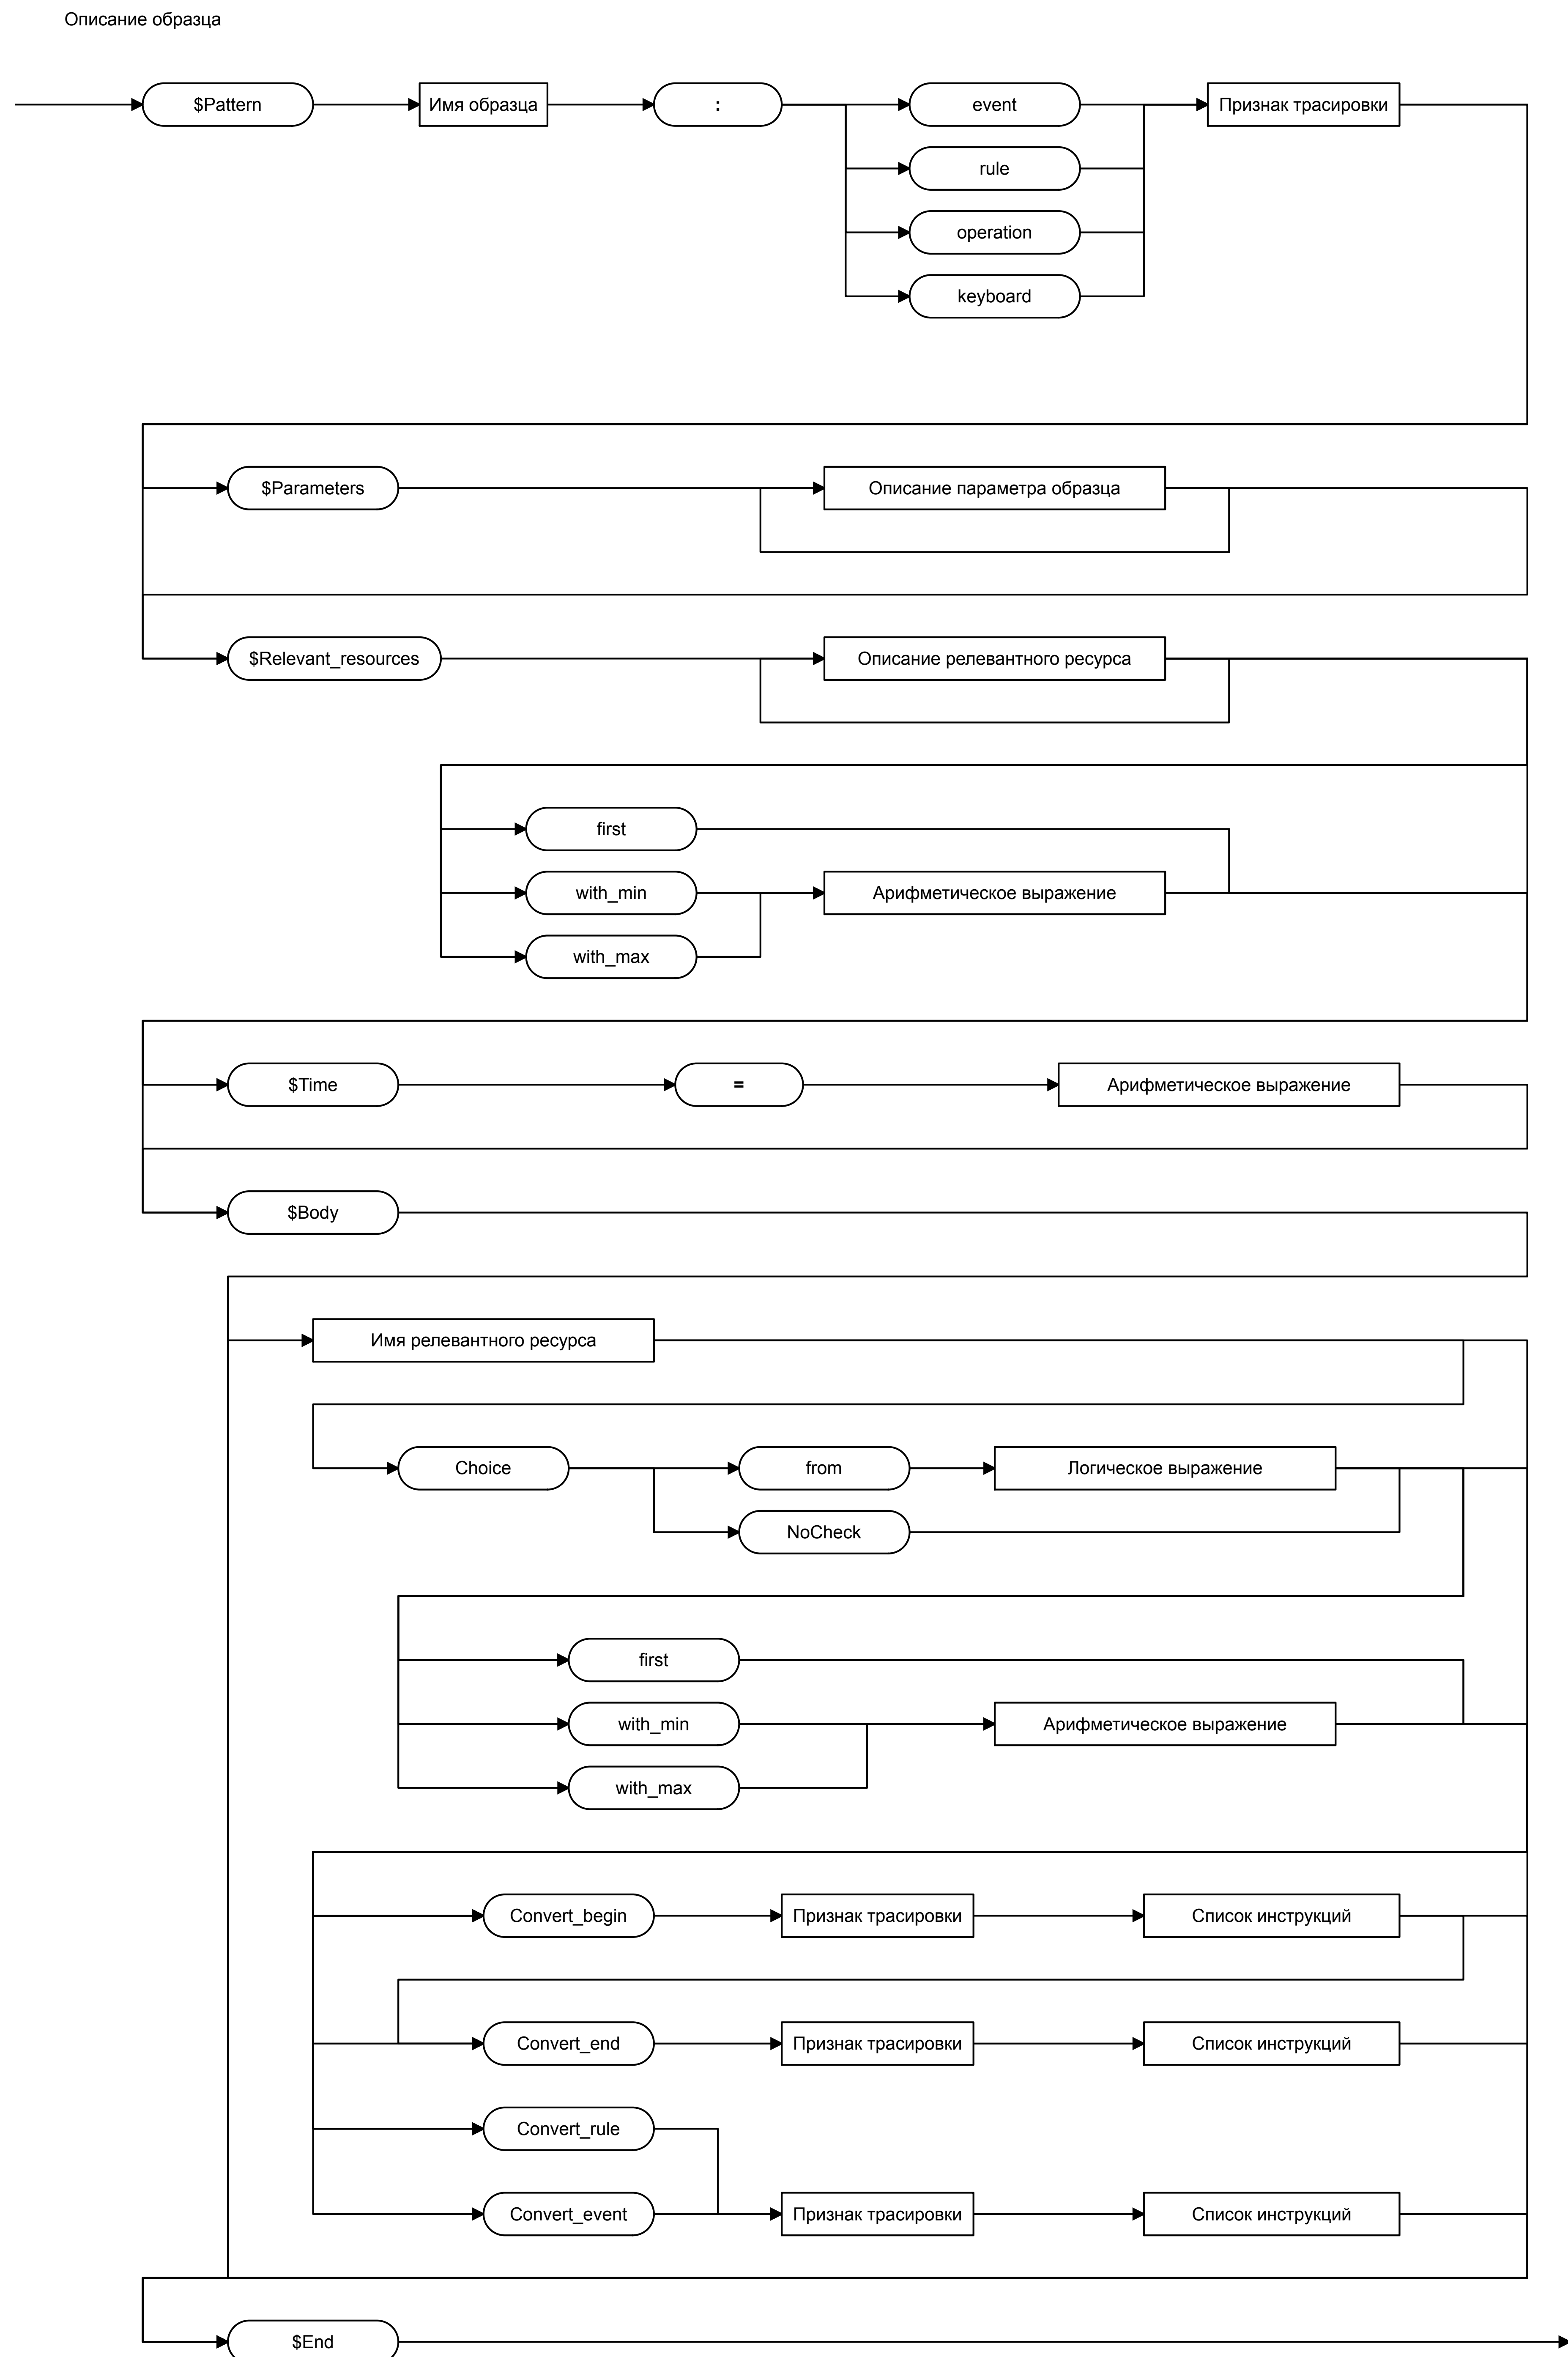 Описание образца
$Pattern
Имя образца
:
event
Признак трасировки
rule
operation
keyboard
$Parameters
Описание параметра образца
$Relevant_resources
Описание релевантного ресурса
first
with_min
Арифметическое выражение
with_max
$Time
=
Арифметическое выражение
$Body
Имя релевантного ресурса
Choice
from
Логическое выражение
NoCheck
first
with_min
Арифметическое выражение
with_max
Convert_begin
Признак трасировки
Список инструкций
Convert_end
Признак трасировки
Список инструкций
Convert_rule
Convert_event
Признак трасировки
Список инструкций
$End